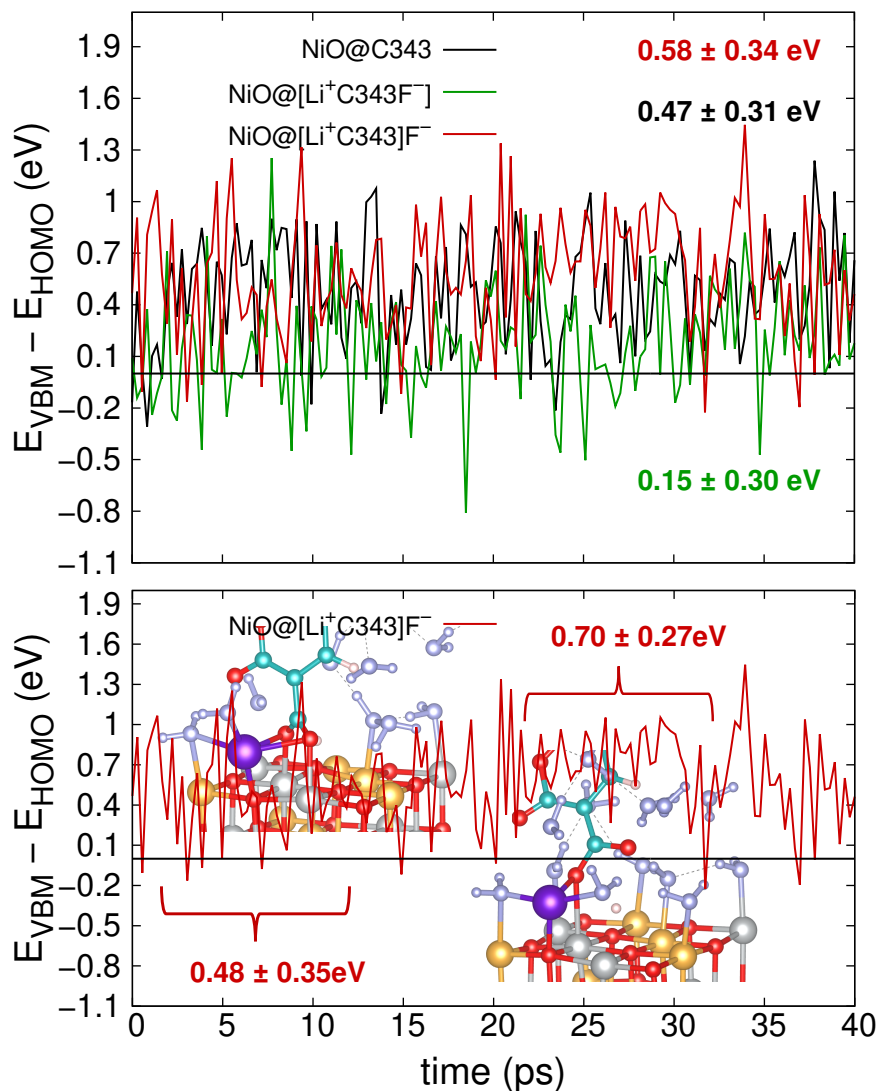 1.9
1.6
1.3
1
0.7
0.4
0.1
−0.2
−0.5
−0.8
−1.1
E_VBM − E_HOMO (eV)
NiO@C343
NiO@[Li⁺C343F⁻]
NiO@[Li⁺C343]F⁻
0.58 ± 0.34 eV
0.47 ± 0.31 eV
0.15 ± 0.30 eV
1.9
1.6
1.3
1
0.7
0.4
0.1
−0.2
−0.5
−0.8
−1.1
E_VBM − E_HOMO (eV)
NiO@[Li⁺C343]F⁻
0.70 ± 0.27eV
0.48 ± 0.35eV
0 5 10 15 20 25 30 35 40
time (ps)